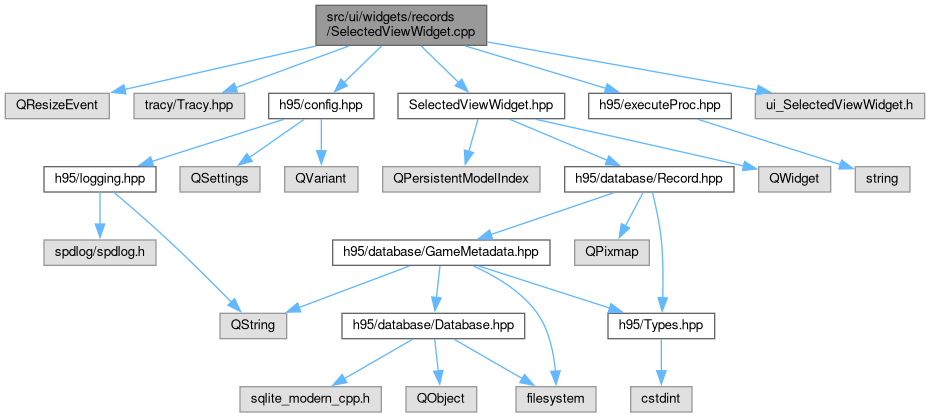 src/ui/widgets/records
/SelectedViewWidget.cpp
QResizeEvent
tracy/Tracy.hpp
h95/config.hpp
SelectedViewWidget.hpp
h95/executeProc.hpp
ui_SelectedViewWidget.h
h95/logging.hpp
QSettings
QVariant
QPersistentModelIndex
h95/database/Record.hpp
QWidget
string
spdlog/spdlog.h
h95/database/GameMetadata.hpp
QPixmap
QString
h95/database/Database.hpp
h95/Types.hpp
sqlite_modern_cpp.h
QObject
filesystem
cstdint